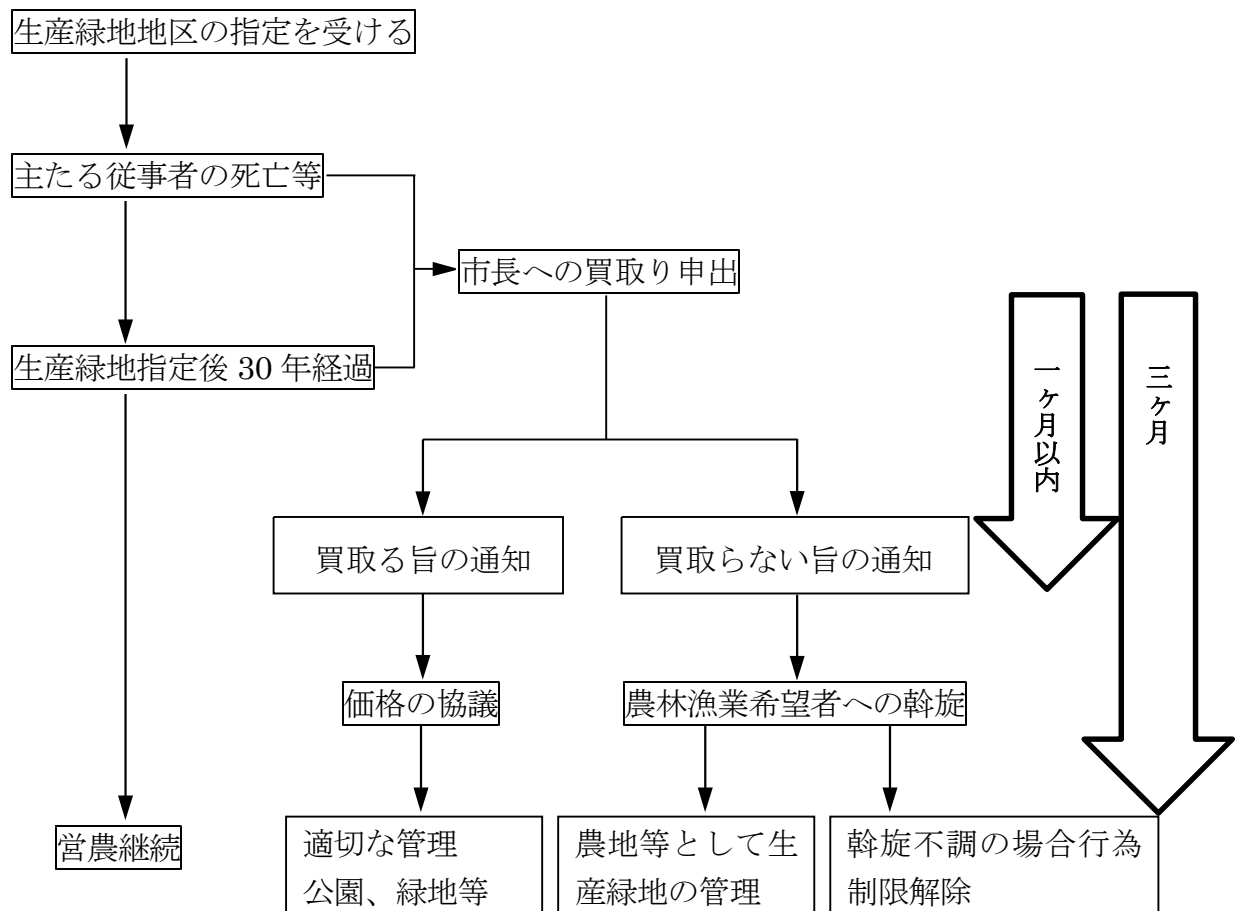 生産緑地地区の指定を受ける
主たる従事者の死亡等
市長への買取り申出
生産緑地指定後 30 年経過
一ヶ月以内
三ヶ月
買取る旨の通知
買取らない旨の通知
価格の協議
農林漁業希望者への斡旋
営農継続
適切な管理
公園、緑地等
農地等として生
産緑地の管理
斡旋不調の場合行為
制限解除